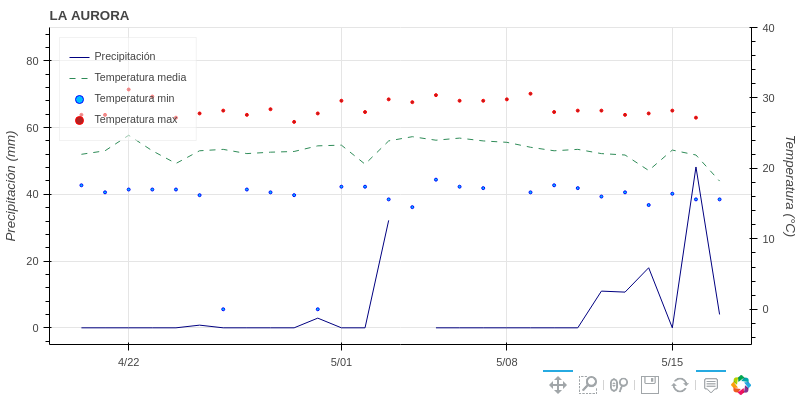 LA AURORA
Precipitación
Temperatura media
Temperatura min
Temperatura max
Precipitación (mm)
80
60
40
20
0
Temperatura (°C)
40
30
20
10
0
4/22
5/01
5/08
5/15